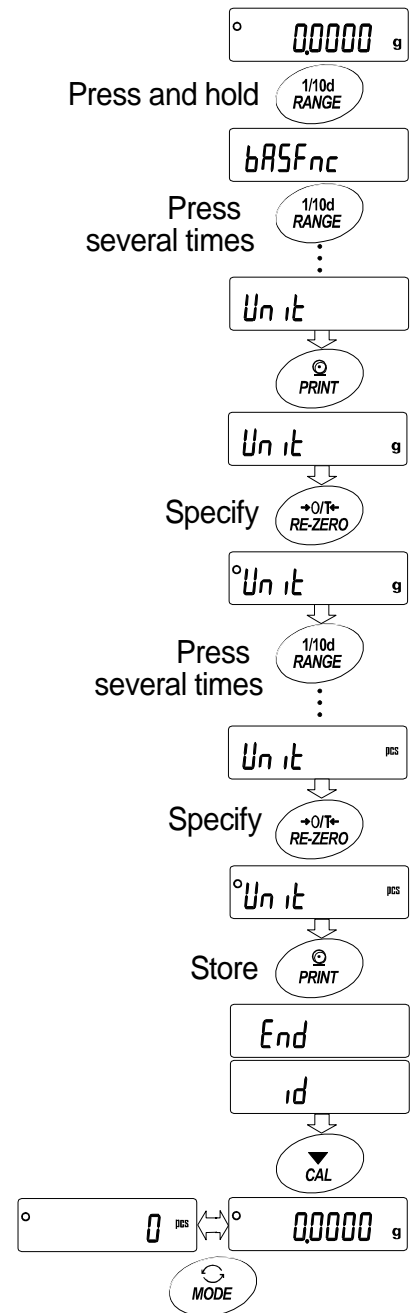 0.0000 g
Press and hold
1/10d
RANGE
bASFnc
Press
several times
1/10d
RANGE
Unit
PRINT
Unit g
Specify
→0/T←
RE-ZERO
Unit g
Press
several times
1/10d
RANGE
Unit pcs
Specify
→0/T←
RE-ZERO
Unit pcs
Store
PRINT
End
id
CAL
0 pcs
0.0000 g
MODE